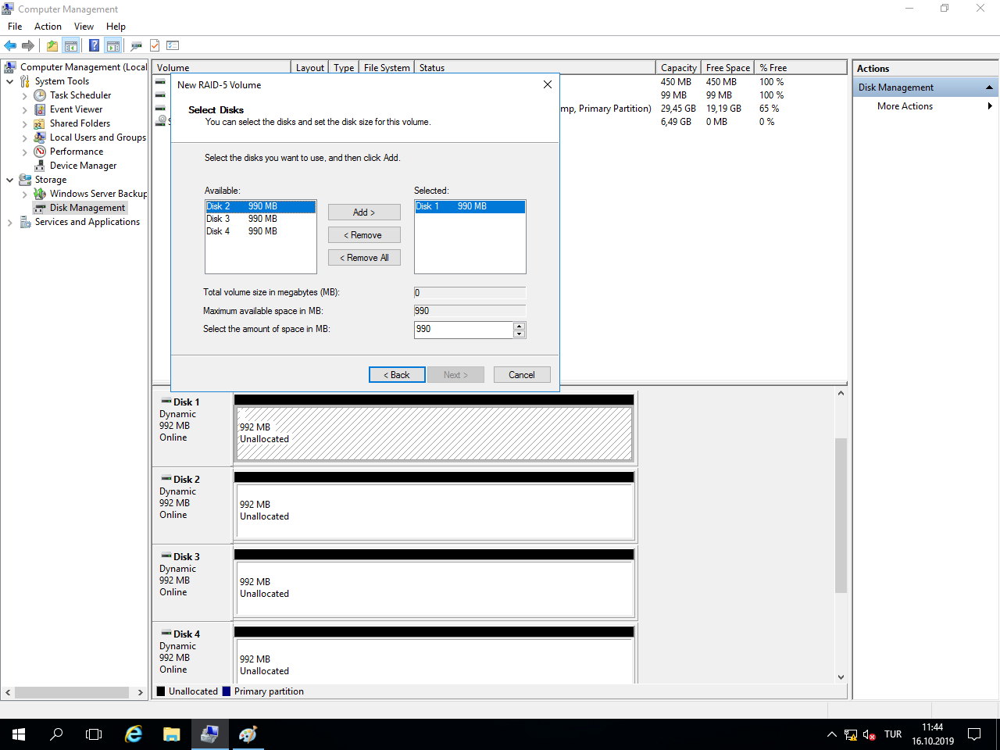 Computer Management
File Action View Help
Computer Management (Local
System Tools
Task Scheduler
Event Viewer
Shared Folders
Local Users and Groups
Performance
Device Manager
Storage
Windows Server Backup
Disk Management
Services and Applications
Volume Layout Type File System Status Capacity Free Space % Free
450 MB 450 MB 100 %
99 MB 99 MB 100 %
mp, Primary Partition) 29,45 GB 19,19 GB 65 %
6,49 GB 0 MB 0 %
New RAID-5 Volume
Select Disks
You can select the disks and set the disk size for this volume.
Select the disks you want to use, and then click Add.
Available:
Disk 2 990 MB
Disk 3 990 MB
Disk 4 990 MB
Add >
< Remove
< Remove All
Selected:
Disk 1 990 MB
Total volume size in megabytes (MB): 0
Maximum available space in MB: 990
Select the amount of space in MB: 990
< Back Next > Cancel
Disk 1
Dynamic
992 MB
Online
992 MB
Unallocated
Disk 2
Dynamic
992 MB
Online
992 MB
Unallocated
Disk 3
Dynamic
992 MB
Online
992 MB
Unallocated
Disk 4
Dynamic
992 MB
Online
992 MB
Unallocated
Unallocated Primary partition
Actions
Disk Management
More Actions
TUR
11:44
16.10.2019